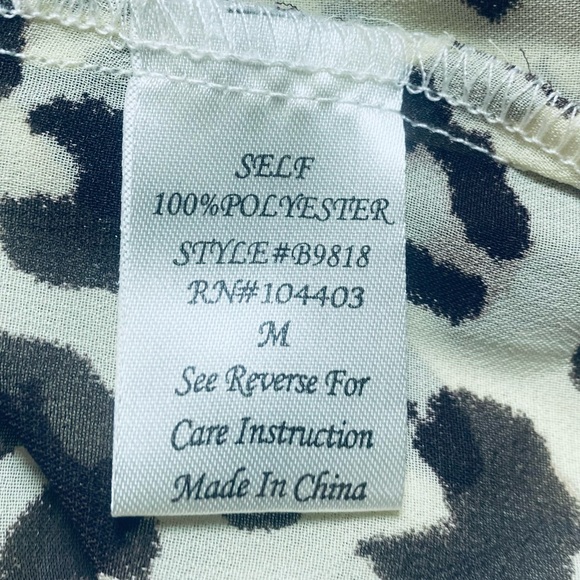 SELF
100%POLYESTER
STYLE#B9818
RN#104403
M
See Reverse For
Care Instruction
Made In China